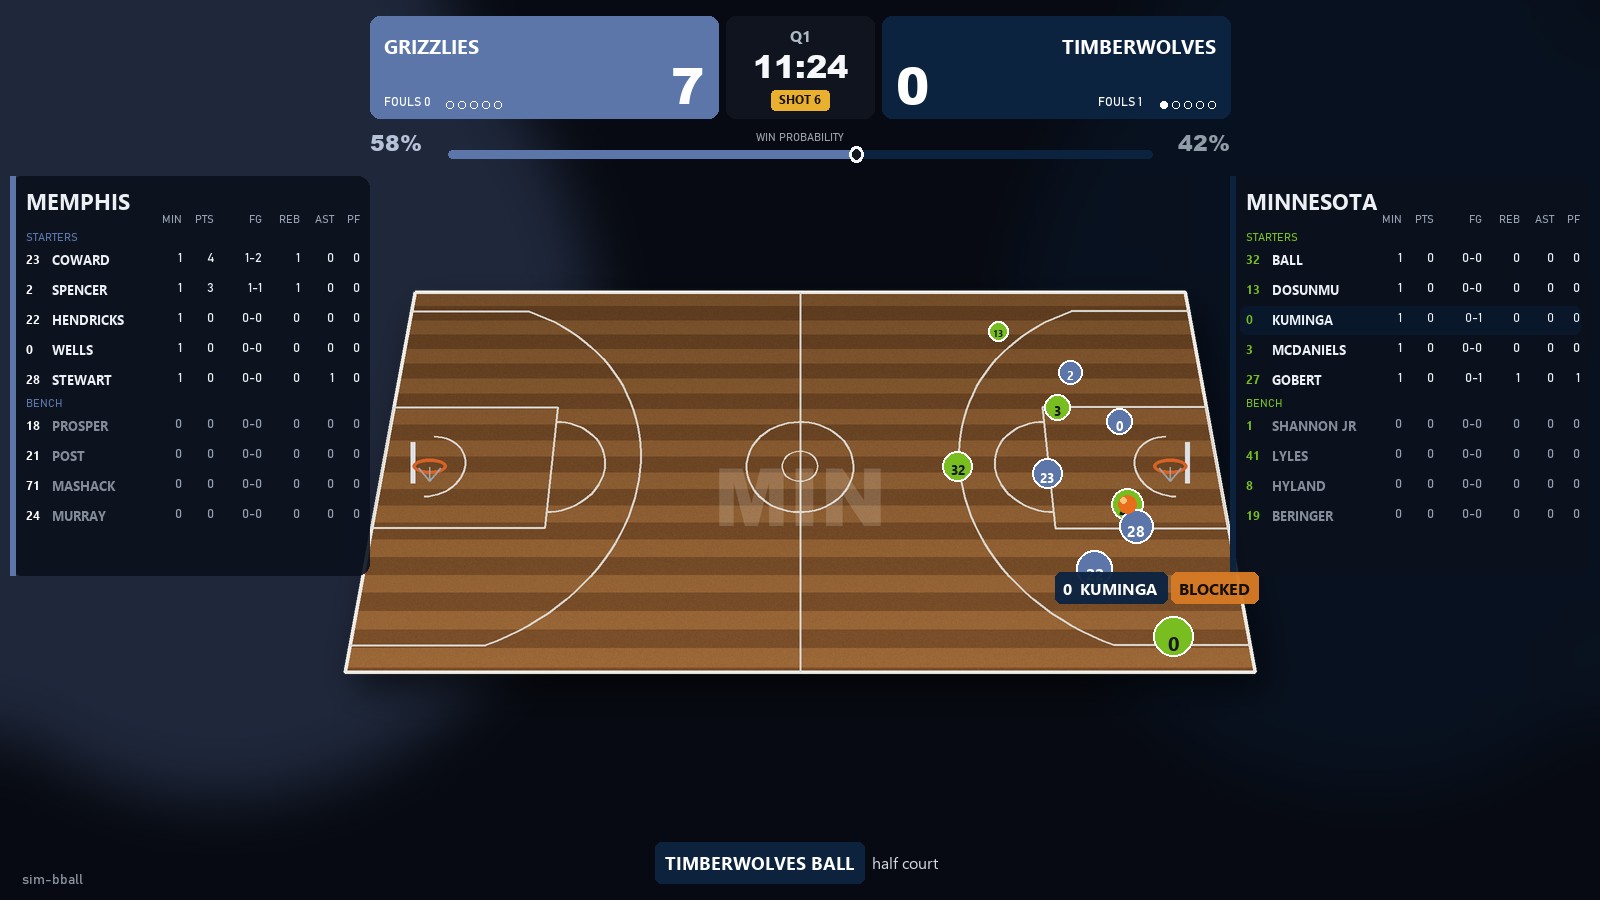 GRIZZLIES
7
FOULS 0
Q1
11:24
SHOT 6
TIMBERWOLVES
0
FOULS 1
58%
WIN PROBABILITY
42%
MEMPHIS
MIN PTS FG REB AST PF
STARTERS
23 COWARD 1 4 1-2 1 0 0
2 SPENCER 1 3 1-1 1 0 0
22 HENDRICKS 1 0 0-0 0 0 0
0 WELLS 1 0 0-0 0 0 0
28 STEWART 1 0 0-0 0 1 0
BENCH
18 PROSPER 0 0 0-0 0 0 0
21 POST 0 0 0-0 0 0 0
71 MASHACK 0 0 0-0 0 0 0
24 MURRAY 0 0 0-0 0 0 0
MINNESOTA
MIN PTS FG REB AST PF
STARTERS
32 BALL 1 0 0-0 0 0 0
13 DOSUNMU 1 0 0-0 0 0 0
0 KUMINGA 1 0 0-1 0 0 0
3 MCDANIELS 1 0 0-0 0 0 0
27 GOBERT 1 0 0-1 1 0 1
BENCH
1 SHANNON JR 0 0 0-0 0 0 0
41 LYLES 0 0 0-0 0 0 0
8 HYLAND 0 0 0-0 0 0 0
19 BERINGER 0 0 0-0 0 0 0
13
2
3
0
32
23
MIN
28
0 KUMINGA BLOCKED
0
TIMBERWOLVES BALL half court
sim-bball